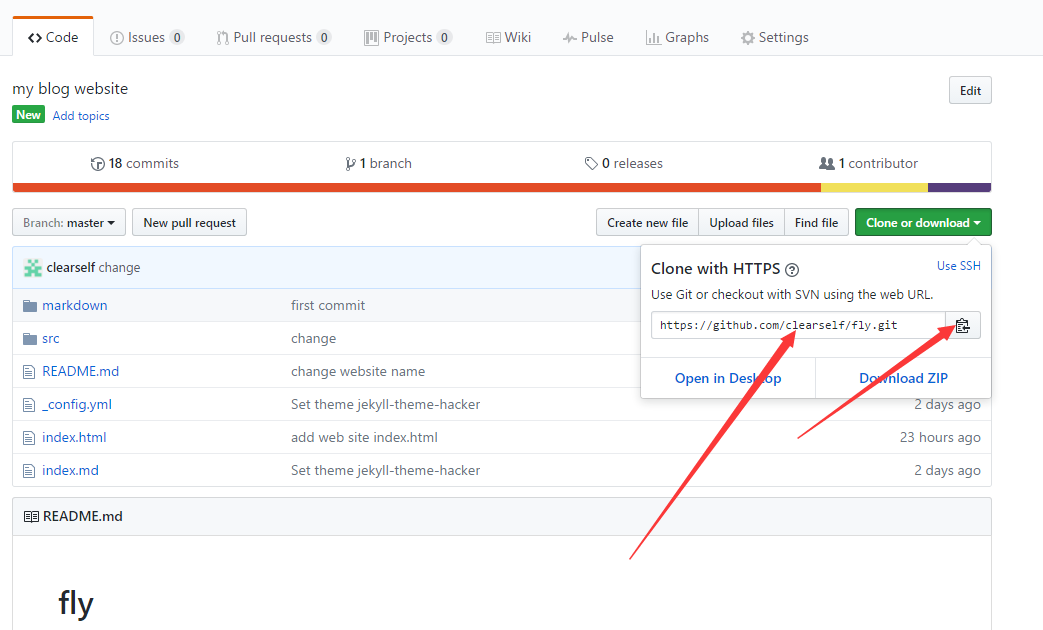 Code Issues 0 Pull requests 0 Projects 0 Wiki Pulse Graphs Settings
my blog website Edit
New Add topics
18 commits 1 branch 0 releases 1 contributor
Branch: master New pull request Create new file Upload files Find file Clone or download
clearself change
Clone with HTTPS Use SSH
Use Git or checkout with SVN using the web URL.
https://github.com/clearself/fly.git
Open in Desktop Download ZIP
markdown first commit
src change
README.md change website name
_config.yml Set theme jekyll-theme-hacker 2 days ago
index.html add web site index.html 23 hours ago
index.md Set theme jekyll-theme-hacker 2 days ago
README.md
fly